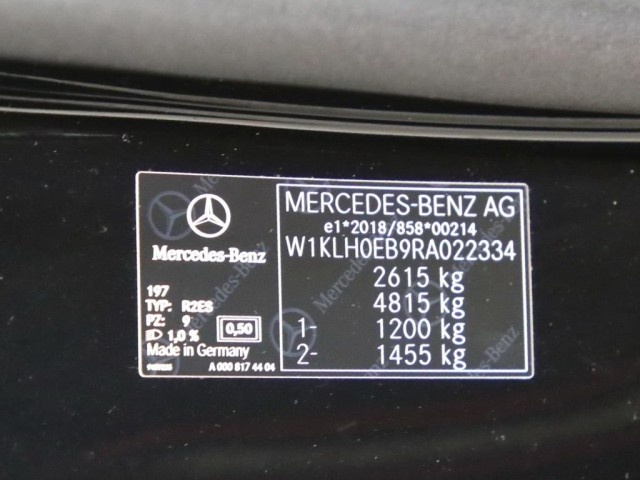 Mercedes-Benz
197
TYP: R2ES
PZ: 9
1,0 % 0,50
Made in Germany
A 000 817 44 04
MERCEDES-BENZ AG
e1*2018/858*00214
W1KLH0EB9RA022334
2615 kg
4815 kg
1- 1200 kg
2- 1455 kg